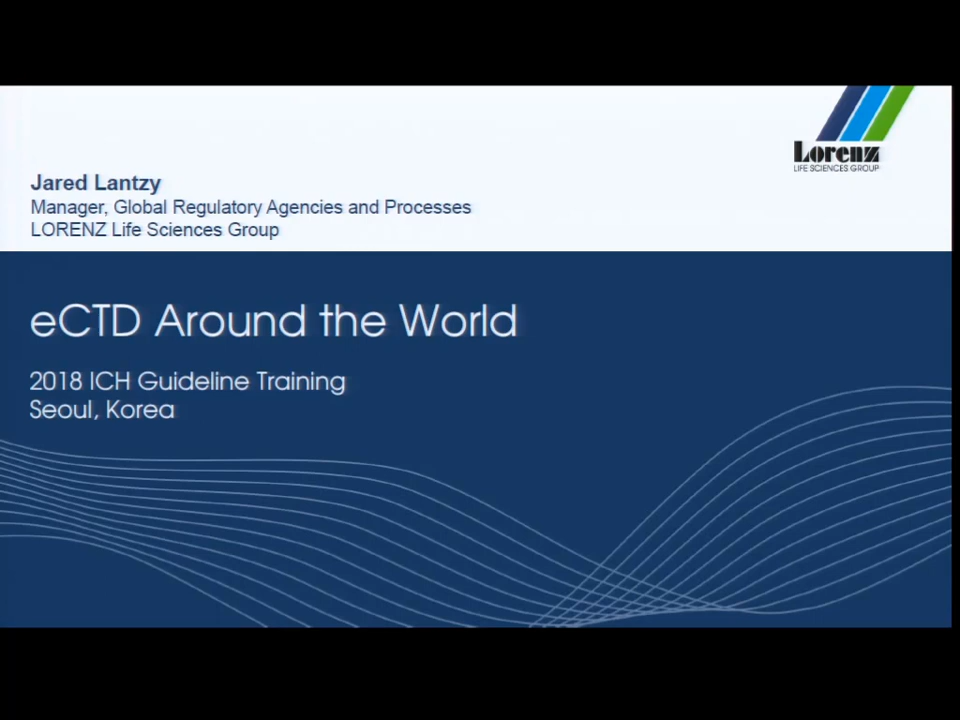 Lorenz
LIFE SCIENCES GROUP
Jared Lantzy
Manager, Global Regulatory Agencies and Processes
LORENZ Life Sciences Group
eCTD Around the World
2018 ICH Guideline Training
Seoul, Korea